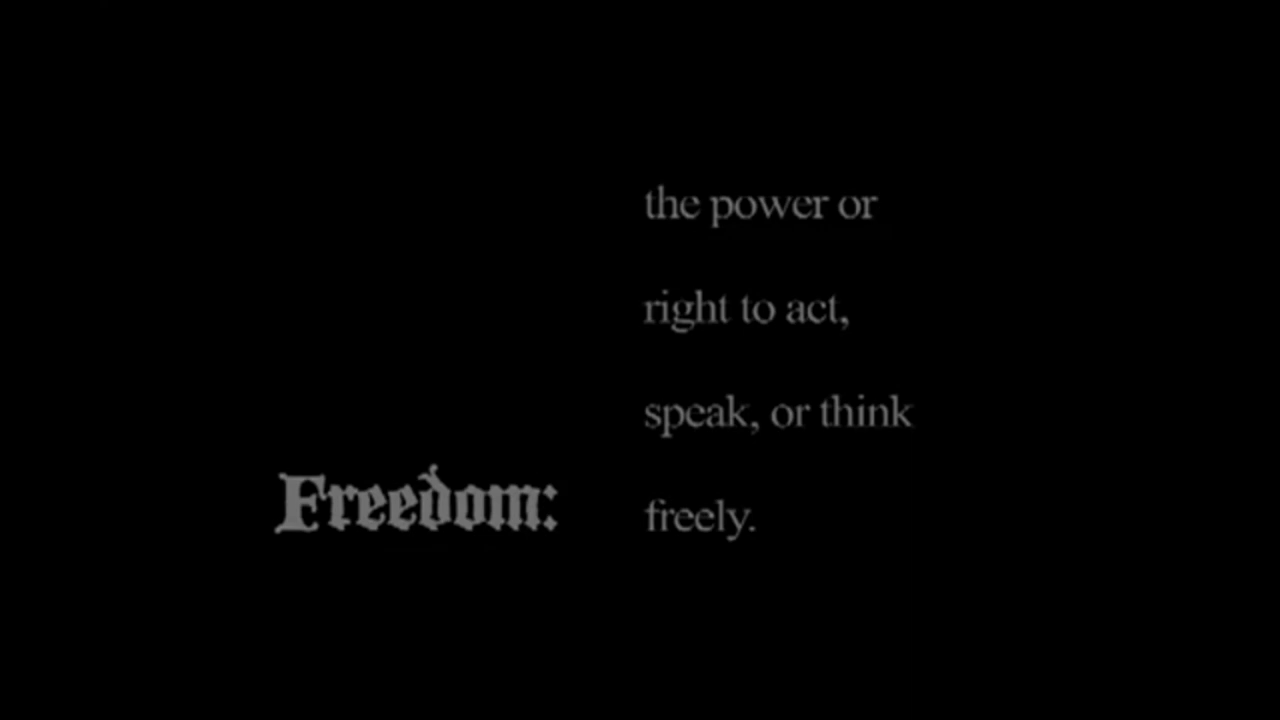 Freedom:
the power or
right to act,
speak, or think
freely.